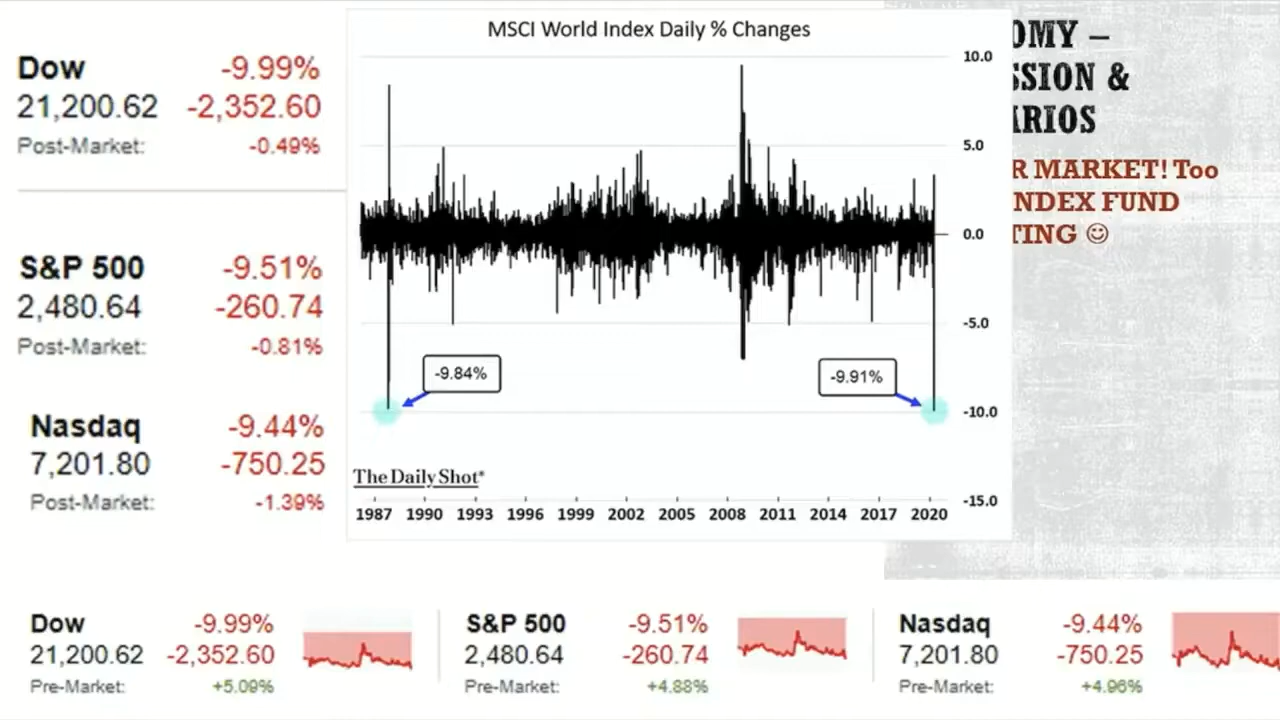 Dow -9.99%
21,200.62 -2,352.60
Post-Market: -0.49%
S&P 500 -9.51%
2,480.64 -260.74
Post-Market: -0.81%
Nasdaq -9.44%
7,201.80 -750.25
Post-Market: -1.39%
MSCI World Index Daily % Changes
10.0
5.0
0.0
-5.0
-10.0
-15.0
-9.84%
-9.91%
The Daily Shot*
1987 1990 1993 1996 1999 2002 2005 2008 2011 2014 2017 2020
OMY –
SSION &
ARIOS
R MARKET! Too
NDEX FUND
TING ☺
Dow -9.99%
21,200.62 -2,352.60
Pre-Market: +5.09%
S&P 500 -9.51%
2,480.64 -260.74
Pre-Market: +4.88%
Nasdaq -9.44%
7,201.80 -750.25
Pre-Market: +4.96%